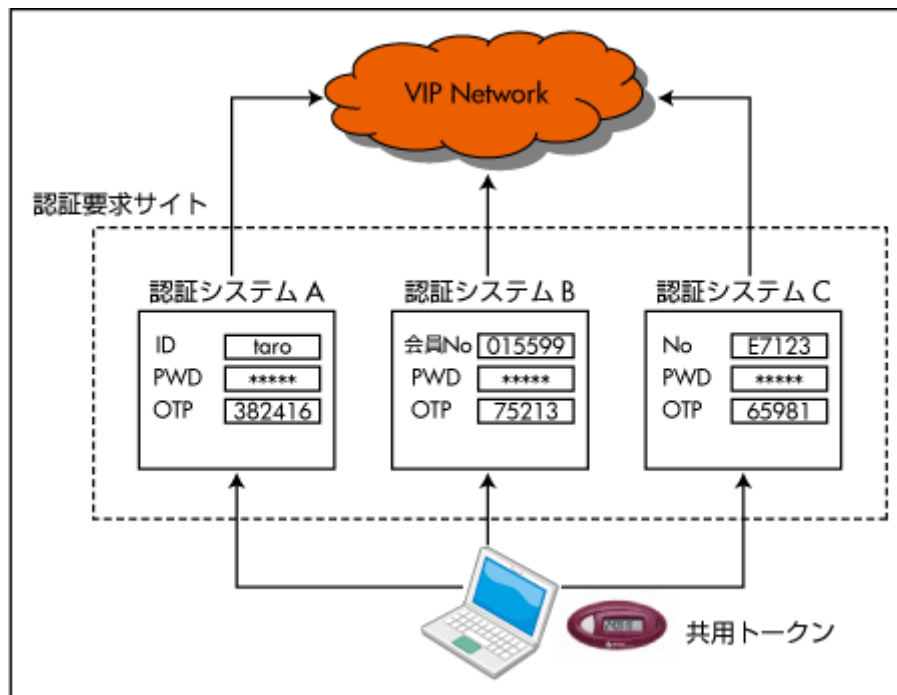 VIP Network
認証要求サイト
認証システム A
ID taro
PWD *****
OTP 382416
認証システム B
会員No 015599
PWD *****
OTP 75213
認証システム C
No E7123
PWD *****
OTP 65981
共用トークン